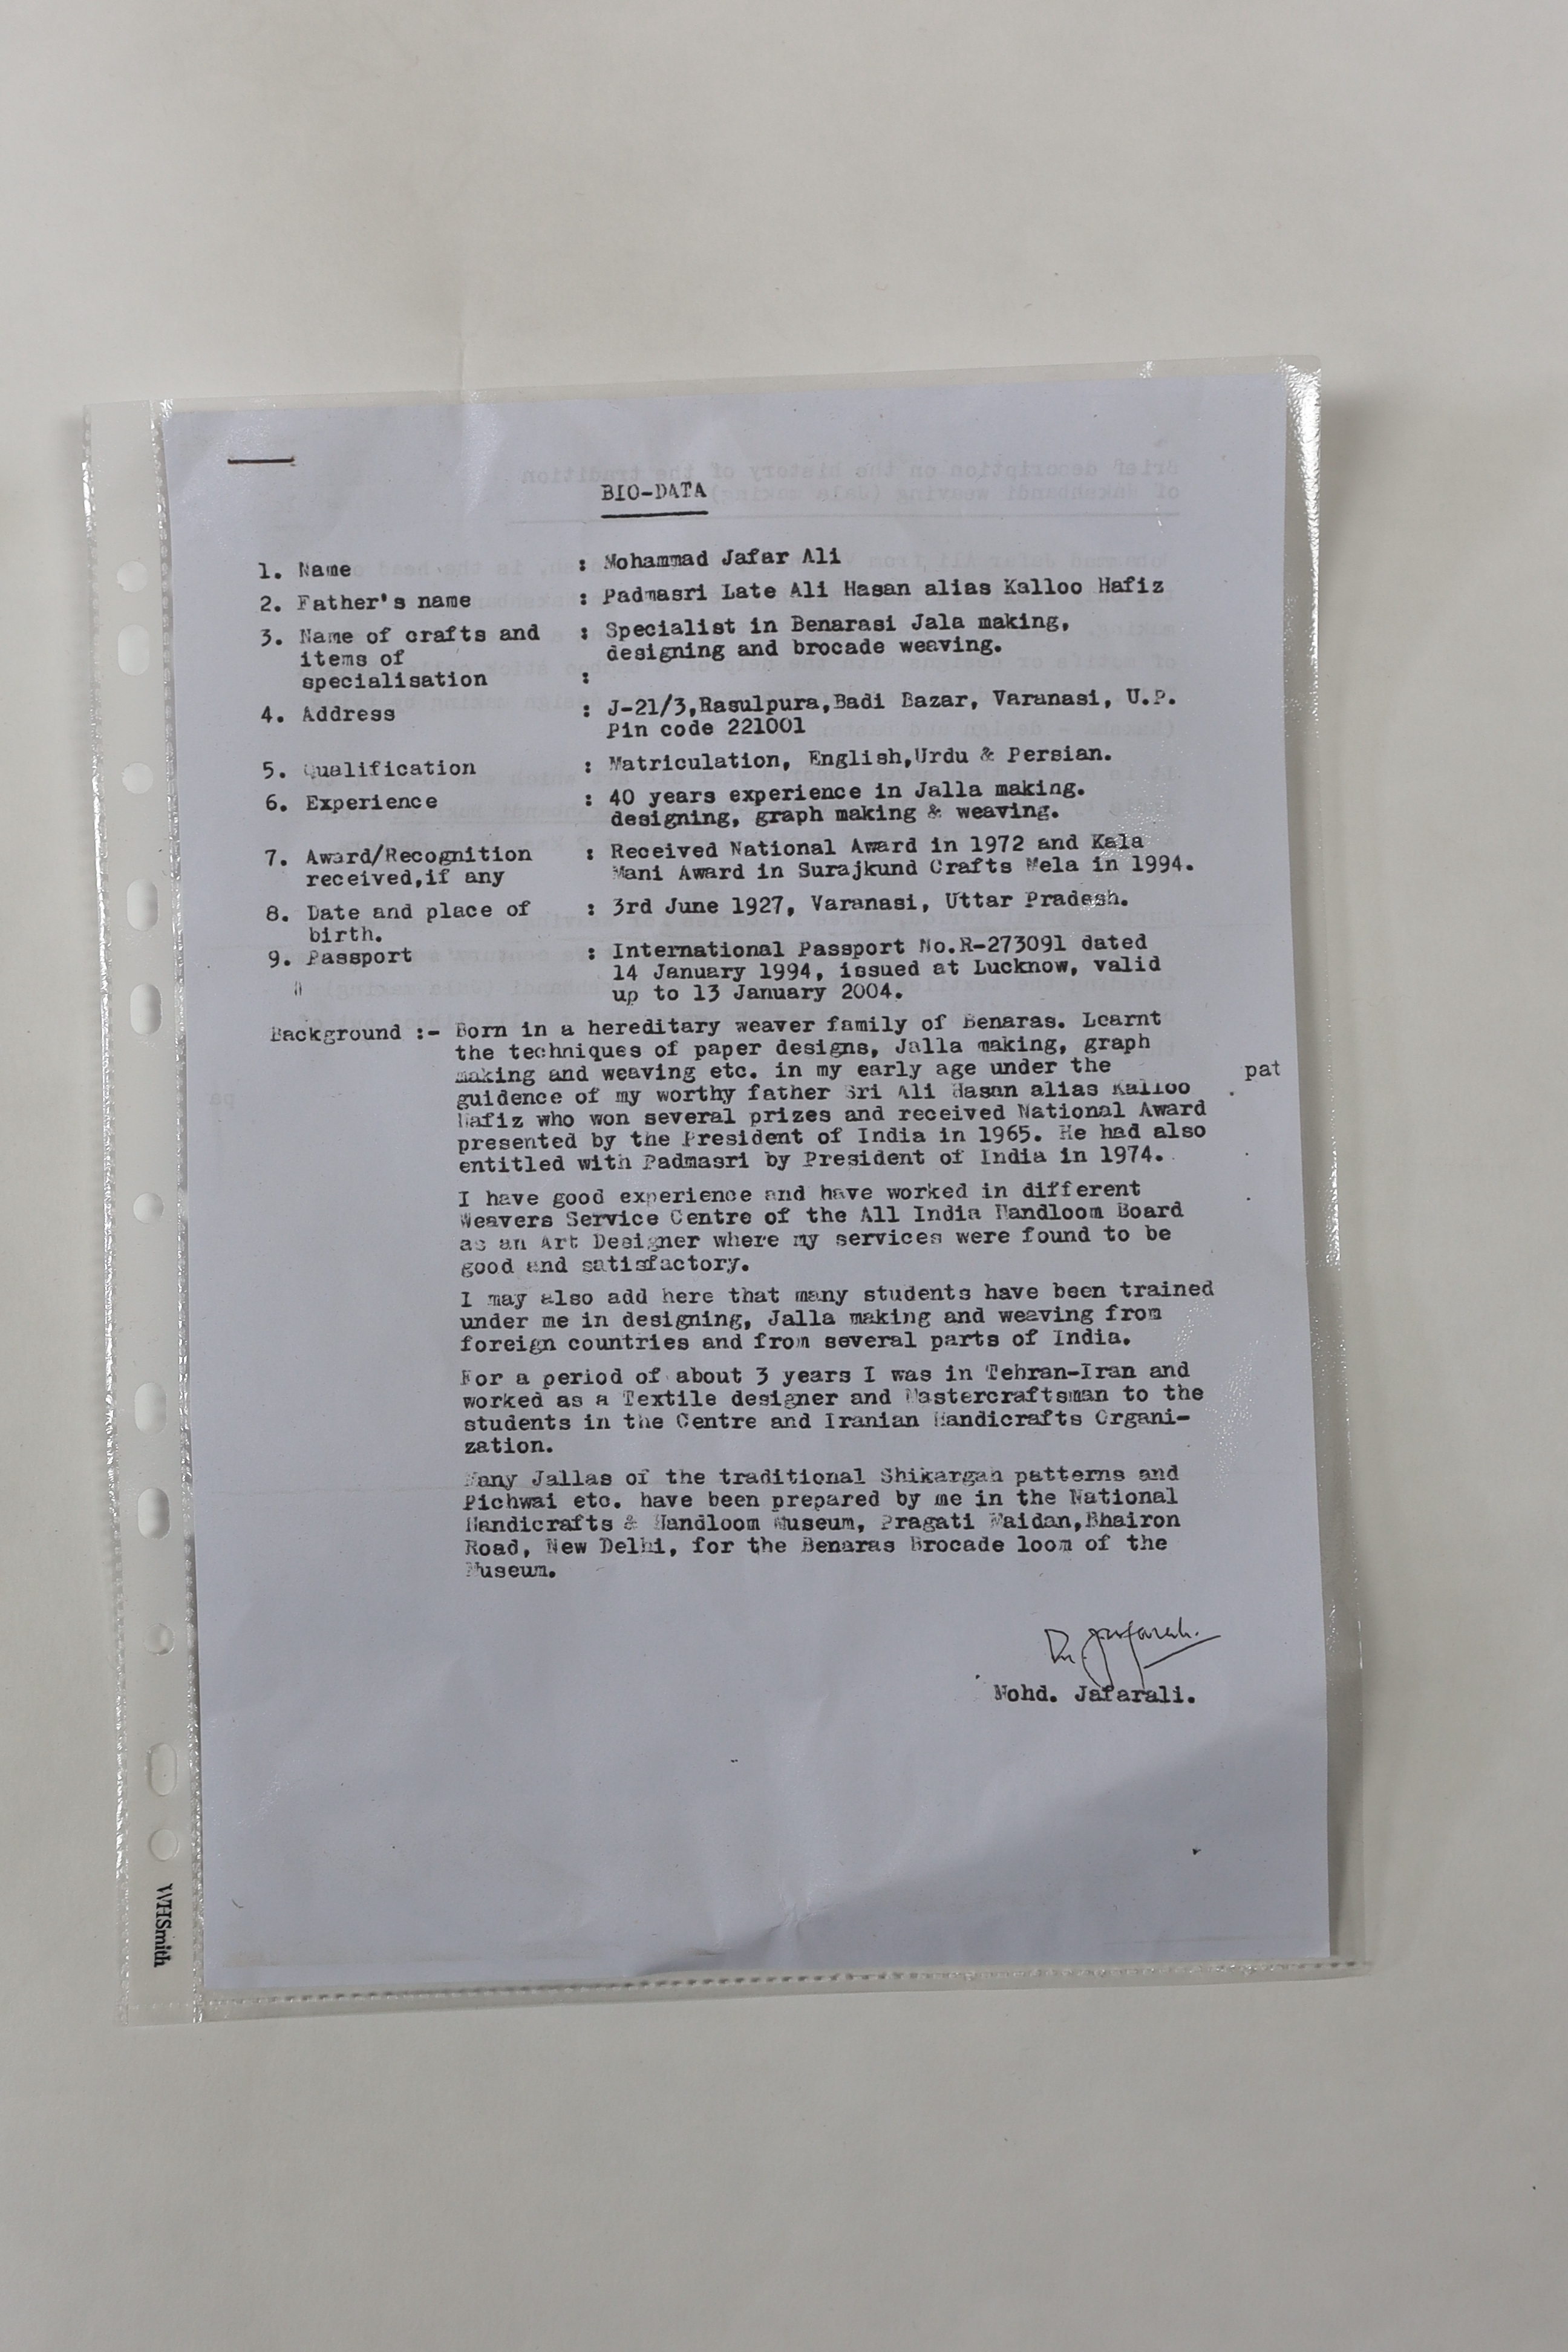 BIO-DATA
1. Name : Mohammad Jafar Ali
2. Father's name : Padmasri Late Ali Hasan alias Kalloo Hafiz
3. Name of crafts and : Specialist in Benarasi Jala making,
items of designing and brocade weaving.
specialisation :
4. Address : J-21/3,Rasulpura,Badi Bazar, Varanasi, U.P.
Pin code 221001
5. Qualification : Matriculation, English,Urdu & Persian.
6. Experience : 40 years experience in Jalla making.
designing, graph making & weaving.
7. Award/Recognition : Received National Award in 1972 and Kala
received,if any Mani Award in Surajkund Crafts Mela in 1994.
8. Date and place of : 3rd June 1927, Varanasi, Uttar Pradesh.
birth.
9. Passport : International Passport No.R-273091 dated
14 January 1994, issued at Lucknow, valid
up to 13 January 2004.
Background :- Born in a hereditary weaver family of Benaras. Learnt
the techniques of paper designs, Jalla making, graph
making and weaving etc. in my early age under the pat
guidence of my worthy father Sri Ali Hasan alias Kalloo
Hafiz who won several prizes and received National Award
presented by the President of India in 1965. He had also
entitled with Padmasri by President of India in 1974.
I have good experience and have worked in different
Weavers Service Centre of the All India Handloom Board
as an Art Designer where my services were found to be
good and satisfactory.
I may also add here that many students have been trained
under me in designing, Jalla making and weaving from
foreign countries and from several parts of India.
For a period of about 3 years I was in Tehran-Iran and
worked as a Textile designer and Mastercraftsman to the
students in the Centre and Iranian Handicrafts Organi-
zation.
Many Jallas of the traditional Shikargah patterns and
Pichwai etc. have been prepared by me in the National
Handicrafts & Handloom Museum, Pragati Maidan,Bhairon
Road, New Delhi, for the Benaras Brocade loom of the
Museum.
Mohd. Jafarali.
WHSmith